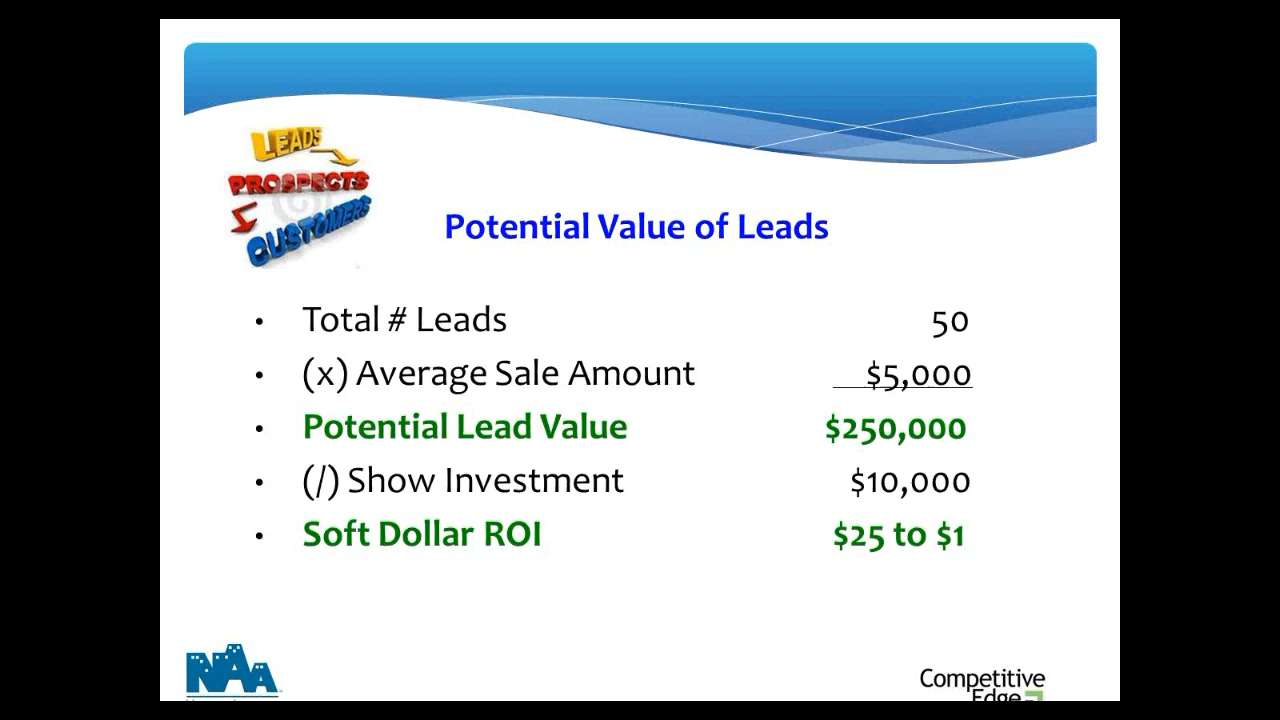 LEADS
PROSPECTS
CUSTOMERS
Potential Value of Leads
• Total # Leads 50
• (x) Average Sale Amount $5,000
• Potential Lead Value $250,000
• (/) Show Investment $10,000
• Soft Dollar ROI $25 to $1
NAA
Competitive
Edge